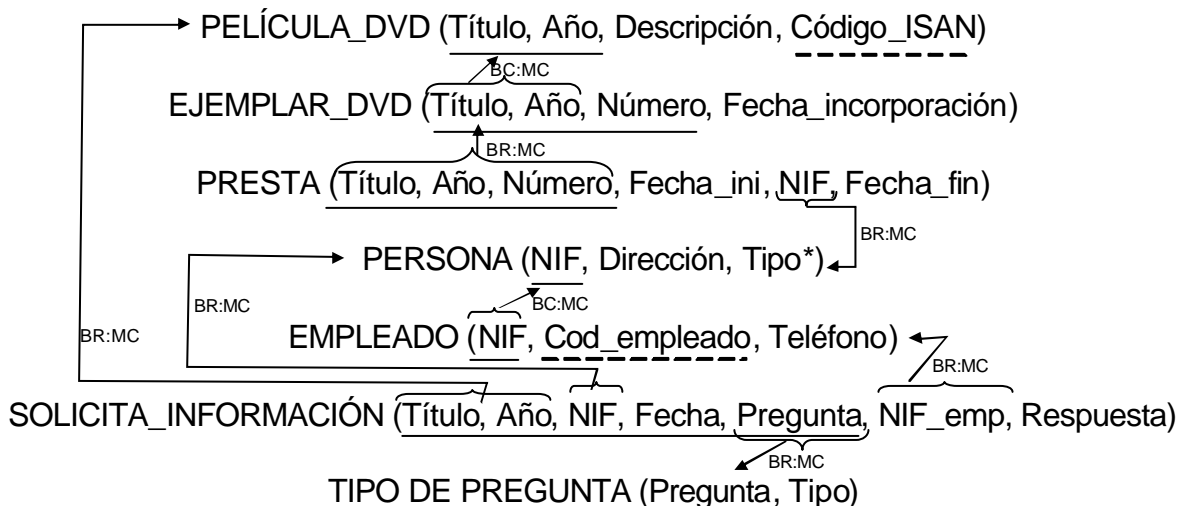 PELÍCULA_DVD (Título, Año, Descripción, Código_ISAN)
BC:MC
EJEMPLAR_DVD (Título, Año, Número, Fecha_incorporación)
BR:MC
PRESTA (Título, Año, Número, Fecha_ini, NIF, Fecha_fin)
BR:MC
PERSONA (NIF, Dirección, Tipo*)
BR:MC
BC:MC
BR:MC
EMPLEADO (NIF, Cod_empleado, Teléfono)
BR:MC
SOLICITA_INFORMACIÓN (Título, Año, NIF, Fecha, Pregunta, NIF_emp, Respuesta)
BR:MC
TIPO DE PREGUNTA (Pregunta, Tipo)